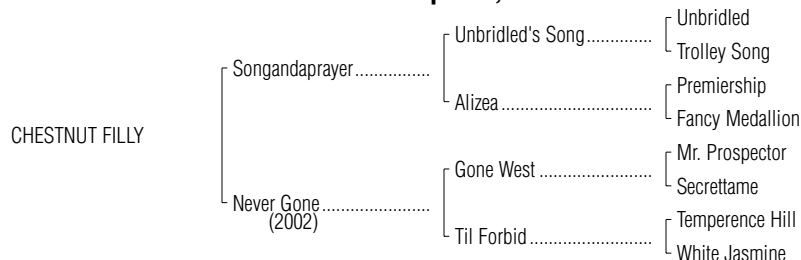 Unbridled
Unbridled's Song
Trolley Song
Songandaprayer
Premiership
Alizea
Fancy Medallion
CHESTNUT FILLY
Mr. Prospector
Gone West
Secrettame
Never Gone
(2002)
Temperence Hill
Til Forbid
White Jasmine